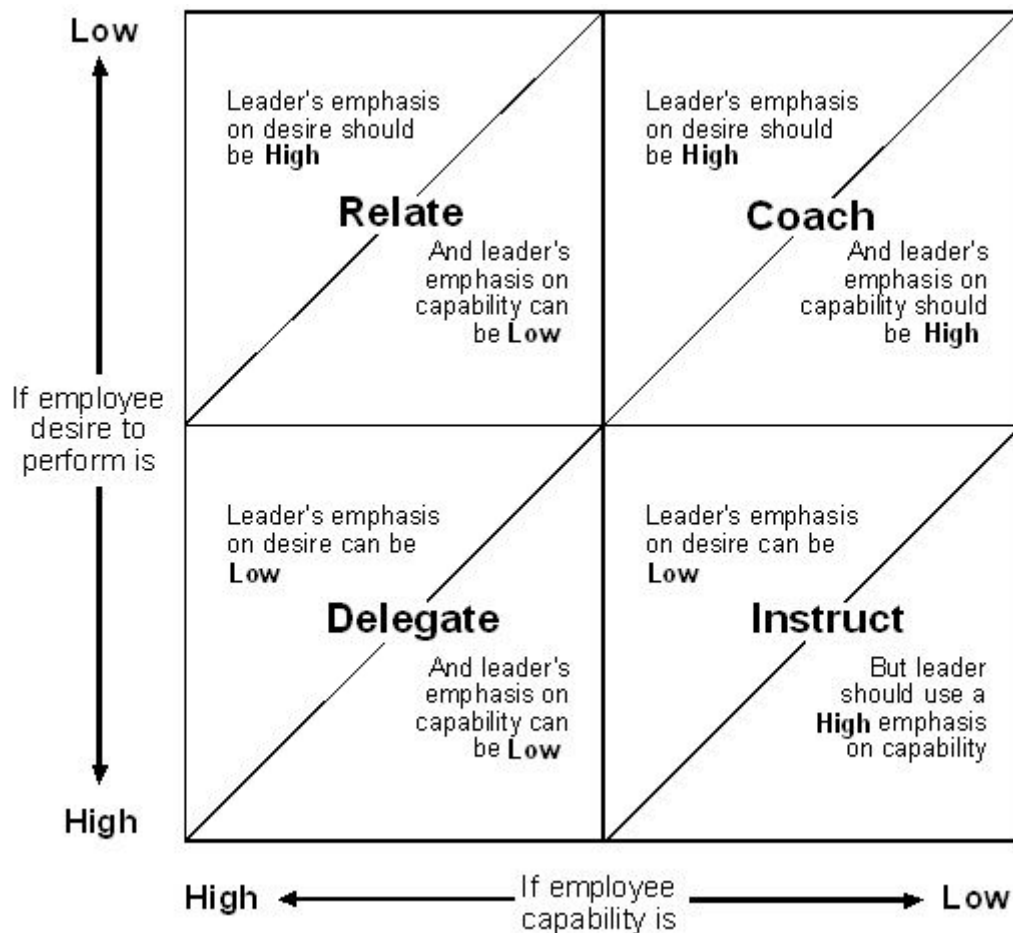 Low
Leader's emphasis
on desire should
be High
Relate
And leader's
emphasis on
capability can
be Low
Leader's emphasis
on desire should
be High
Coach
And leader's
emphasis on
capability should
be High
If employee
desire to
perform is
Leader's emphasis
on desire can be
Low
Delegate
And leader's
emphasis on
capability can
be Low
Leader's emphasis
on desire can be
Low
Instruct
But leader
should use a
High emphasis
on capability
High
High
If employee
capability is
Low